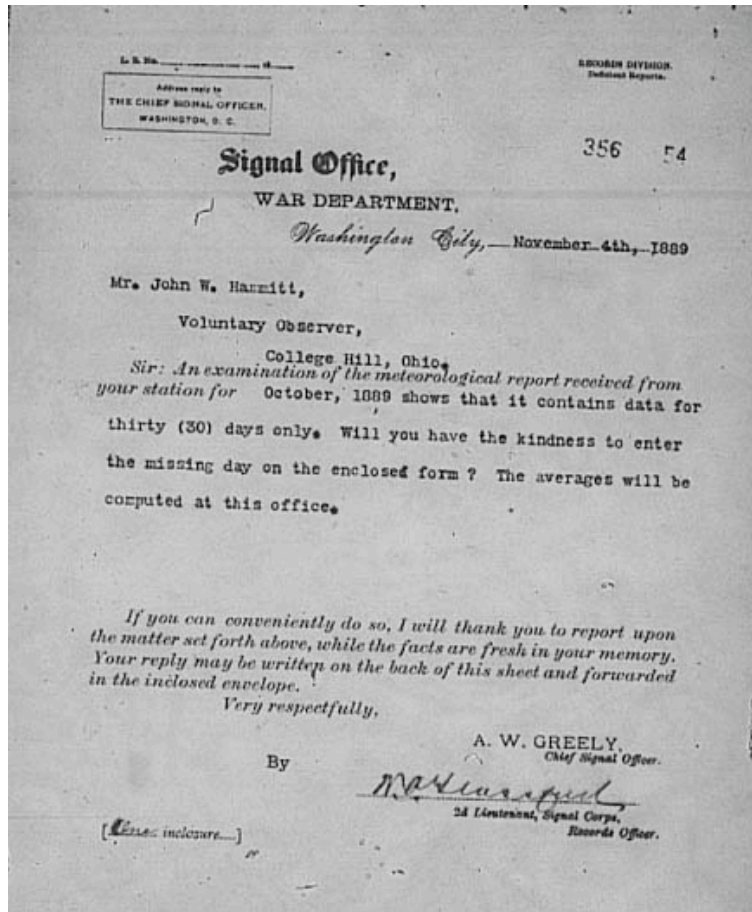 L. S. No.
RECORDS DIVISION.
Deficient Reports.
Address reply to
THE CHIEF SIGNAL OFFICER,
WASHINGTON, D. C.
356 54
Signal Office,
WAR DEPARTMENT,
Washington City, November 4th, 1889
Mr. John W. Hammitt,
Voluntary Observer,
College Hill, Ohio.
Sir: An examination of the meteorological report received from
your station for October, 1889 shows that it contains data for
thirty (30) days only. Will you have the kindness to enter
the missing day on the enclosed form ? The averages will be
computed at this office.
If you can conveniently do so, I will thank you to report upon
the matter set forth above, while the facts are fresh in your memory.
Your reply may be written on the back of this sheet and forwarded
in the inclosed envelope.
Very respectfully,
A. W. GREELY,
Chief Signal Officer.
By
2d Lieutenant, Signal Corps,
Records Officer.
[One inclosure.]